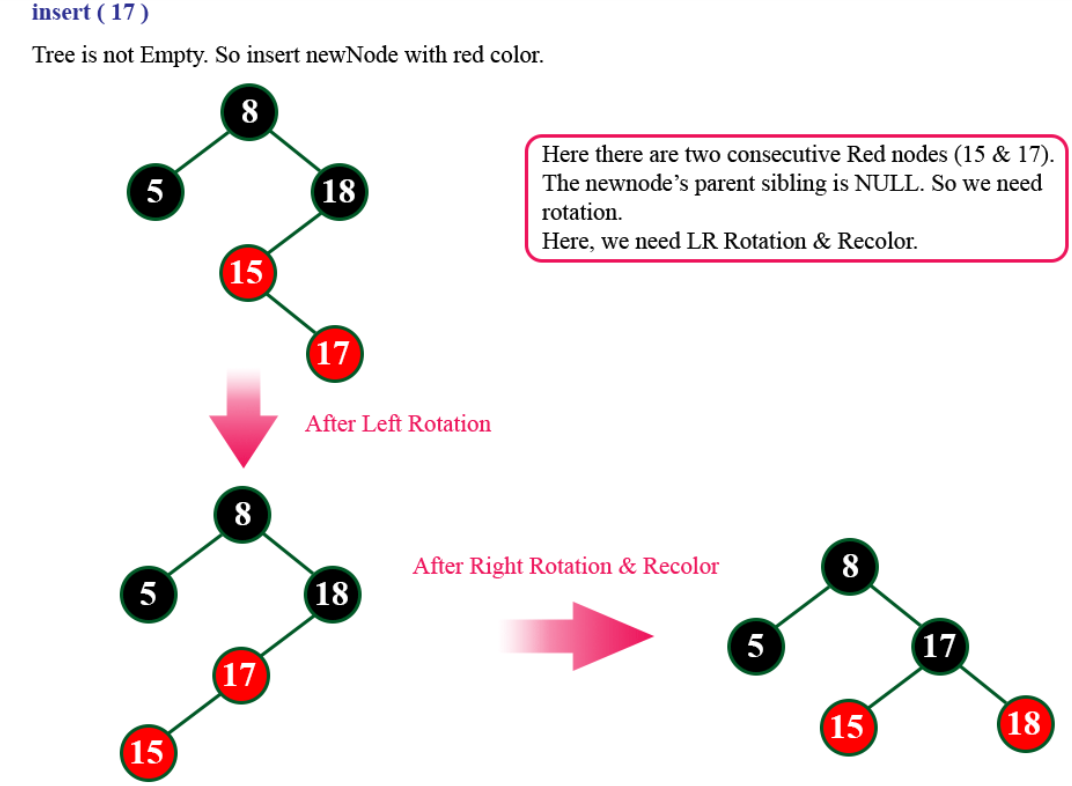 insert ( 17 )
Tree is not Empty. So insert newNode with red color.
8
5
18
15
17
Here there are two consecutive Red nodes (15 & 17).
The newnode’s parent sibling is NULL. So we need
rotation.
Here, we need LR Rotation & Recolor.
After Left Rotation
8
5
18
17
15
After Right Rotation & Recolor
8
5
17
15
18